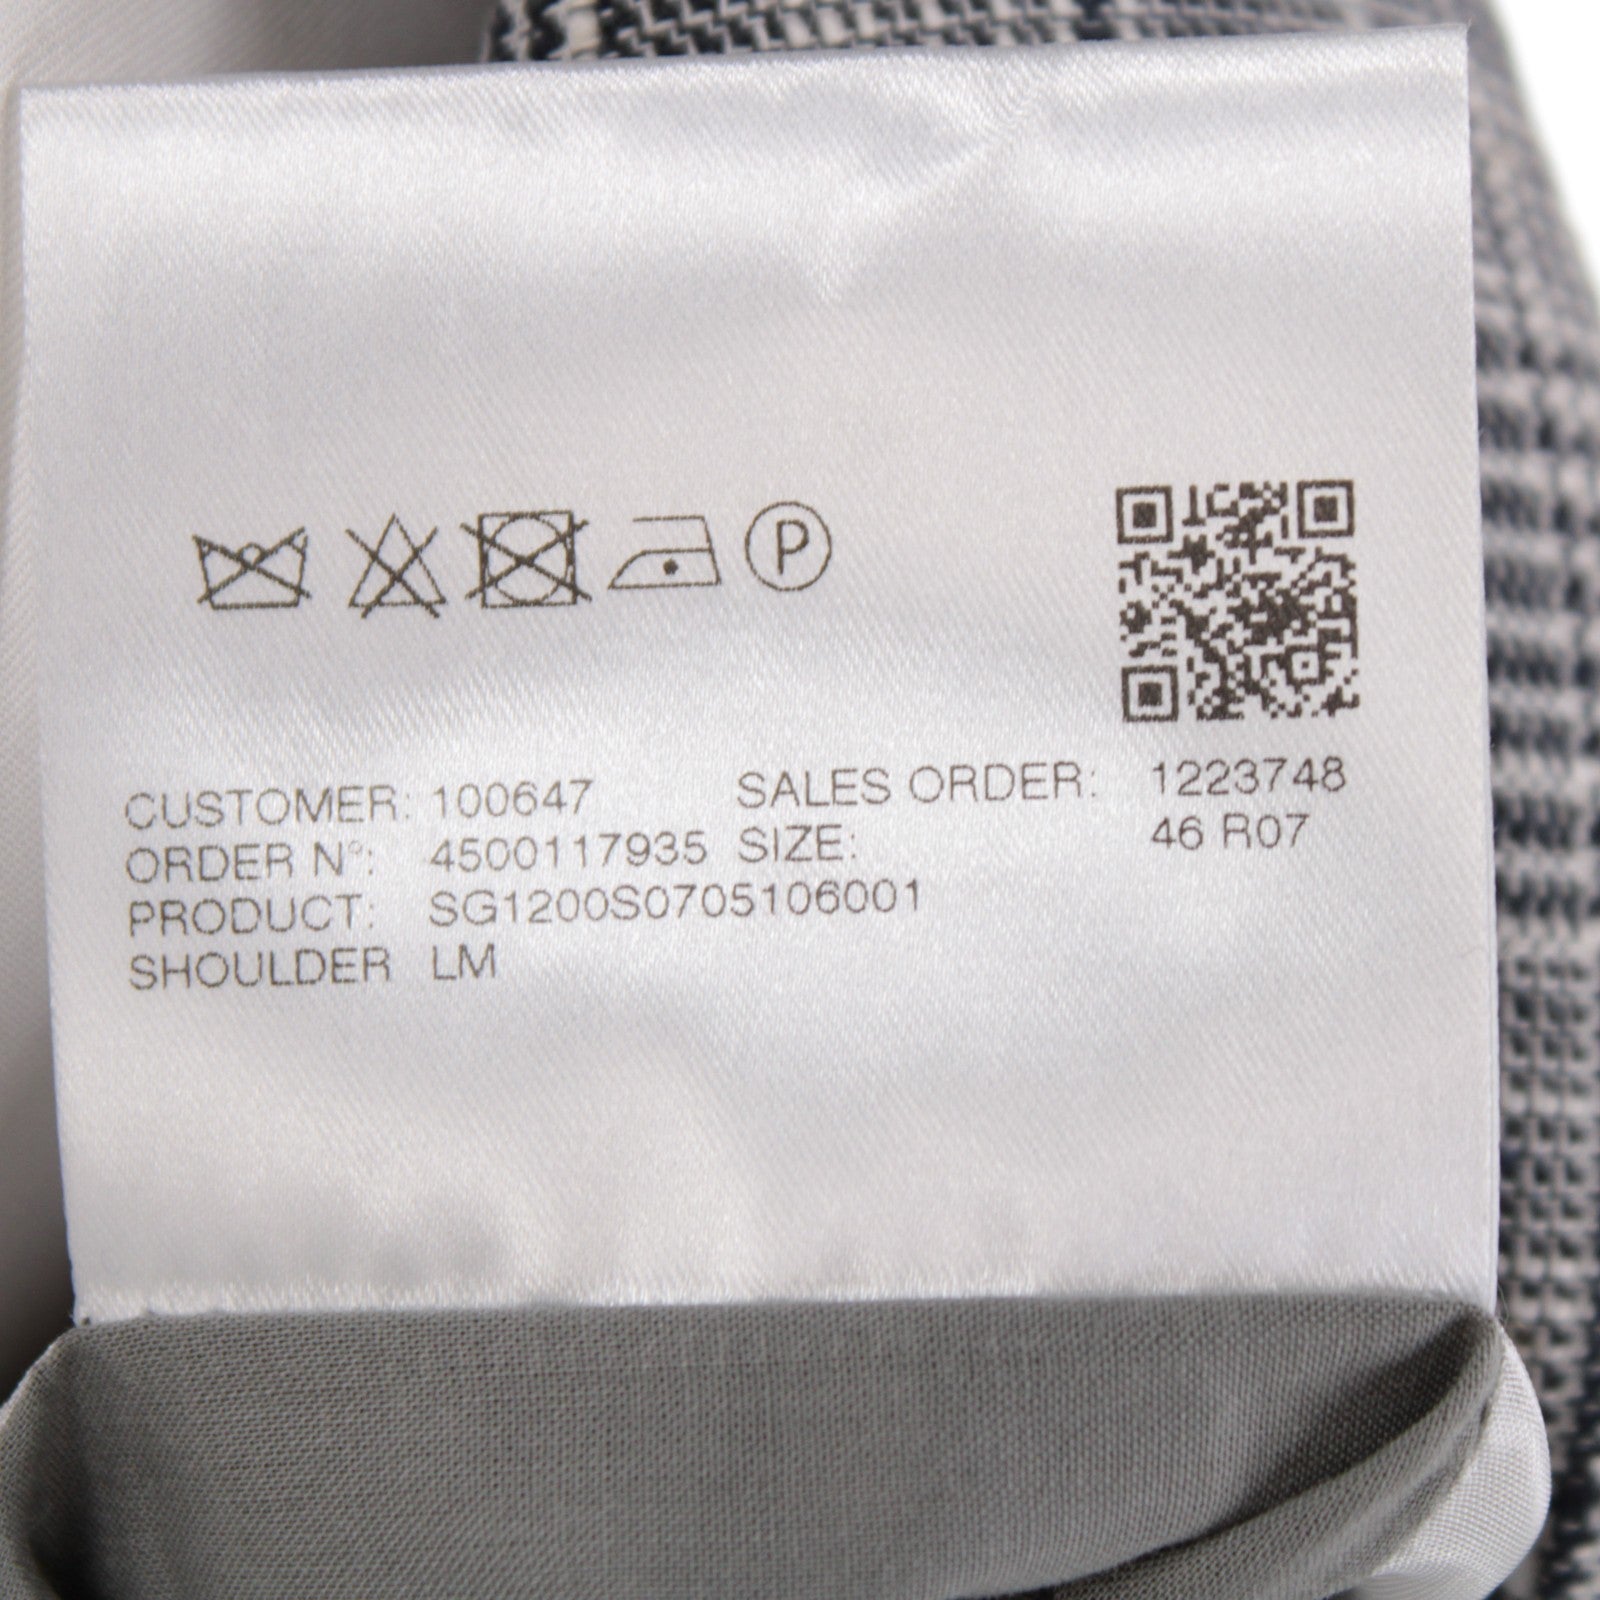 P
CUSTOMER: 100647 SALES ORDER: 1223748
ORDER N°: 4500117935 SIZE: 46 R07
PRODUCT: SG1200S0705106001
SHOULDER LM